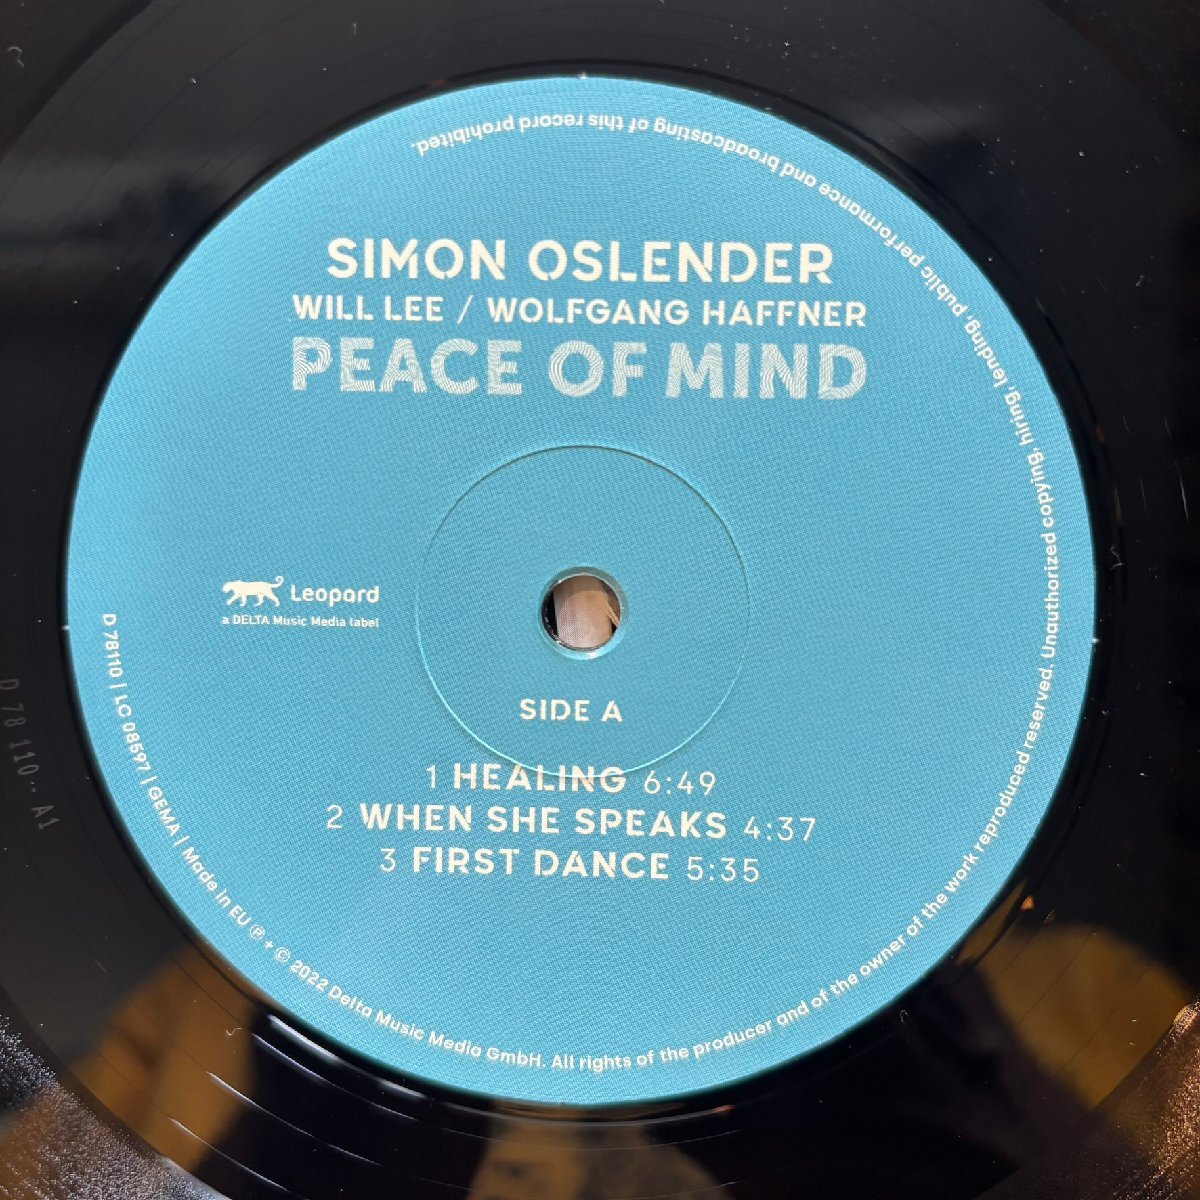 SIMON OSLENDER
WILL LEE / WOLFGANG HAFFNER
PEACE OF MIND
Leopard
a DELTA Music Media label
SIDE A
1 HEALING 6:49
2 WHEN SHE SPEAKS 4:37
3 FIRST DANCE 5:35
D 78110 | LC 08597 | GEMA | Made in EU ℗ + © 2022 Delta Music Media GmbH. All rights of the producer and of the owner of the work reproduced reserved. Unauthorized copying, hiring, lending, public performance and broadcasting of this record prohibited.
D 78 110 .. A1